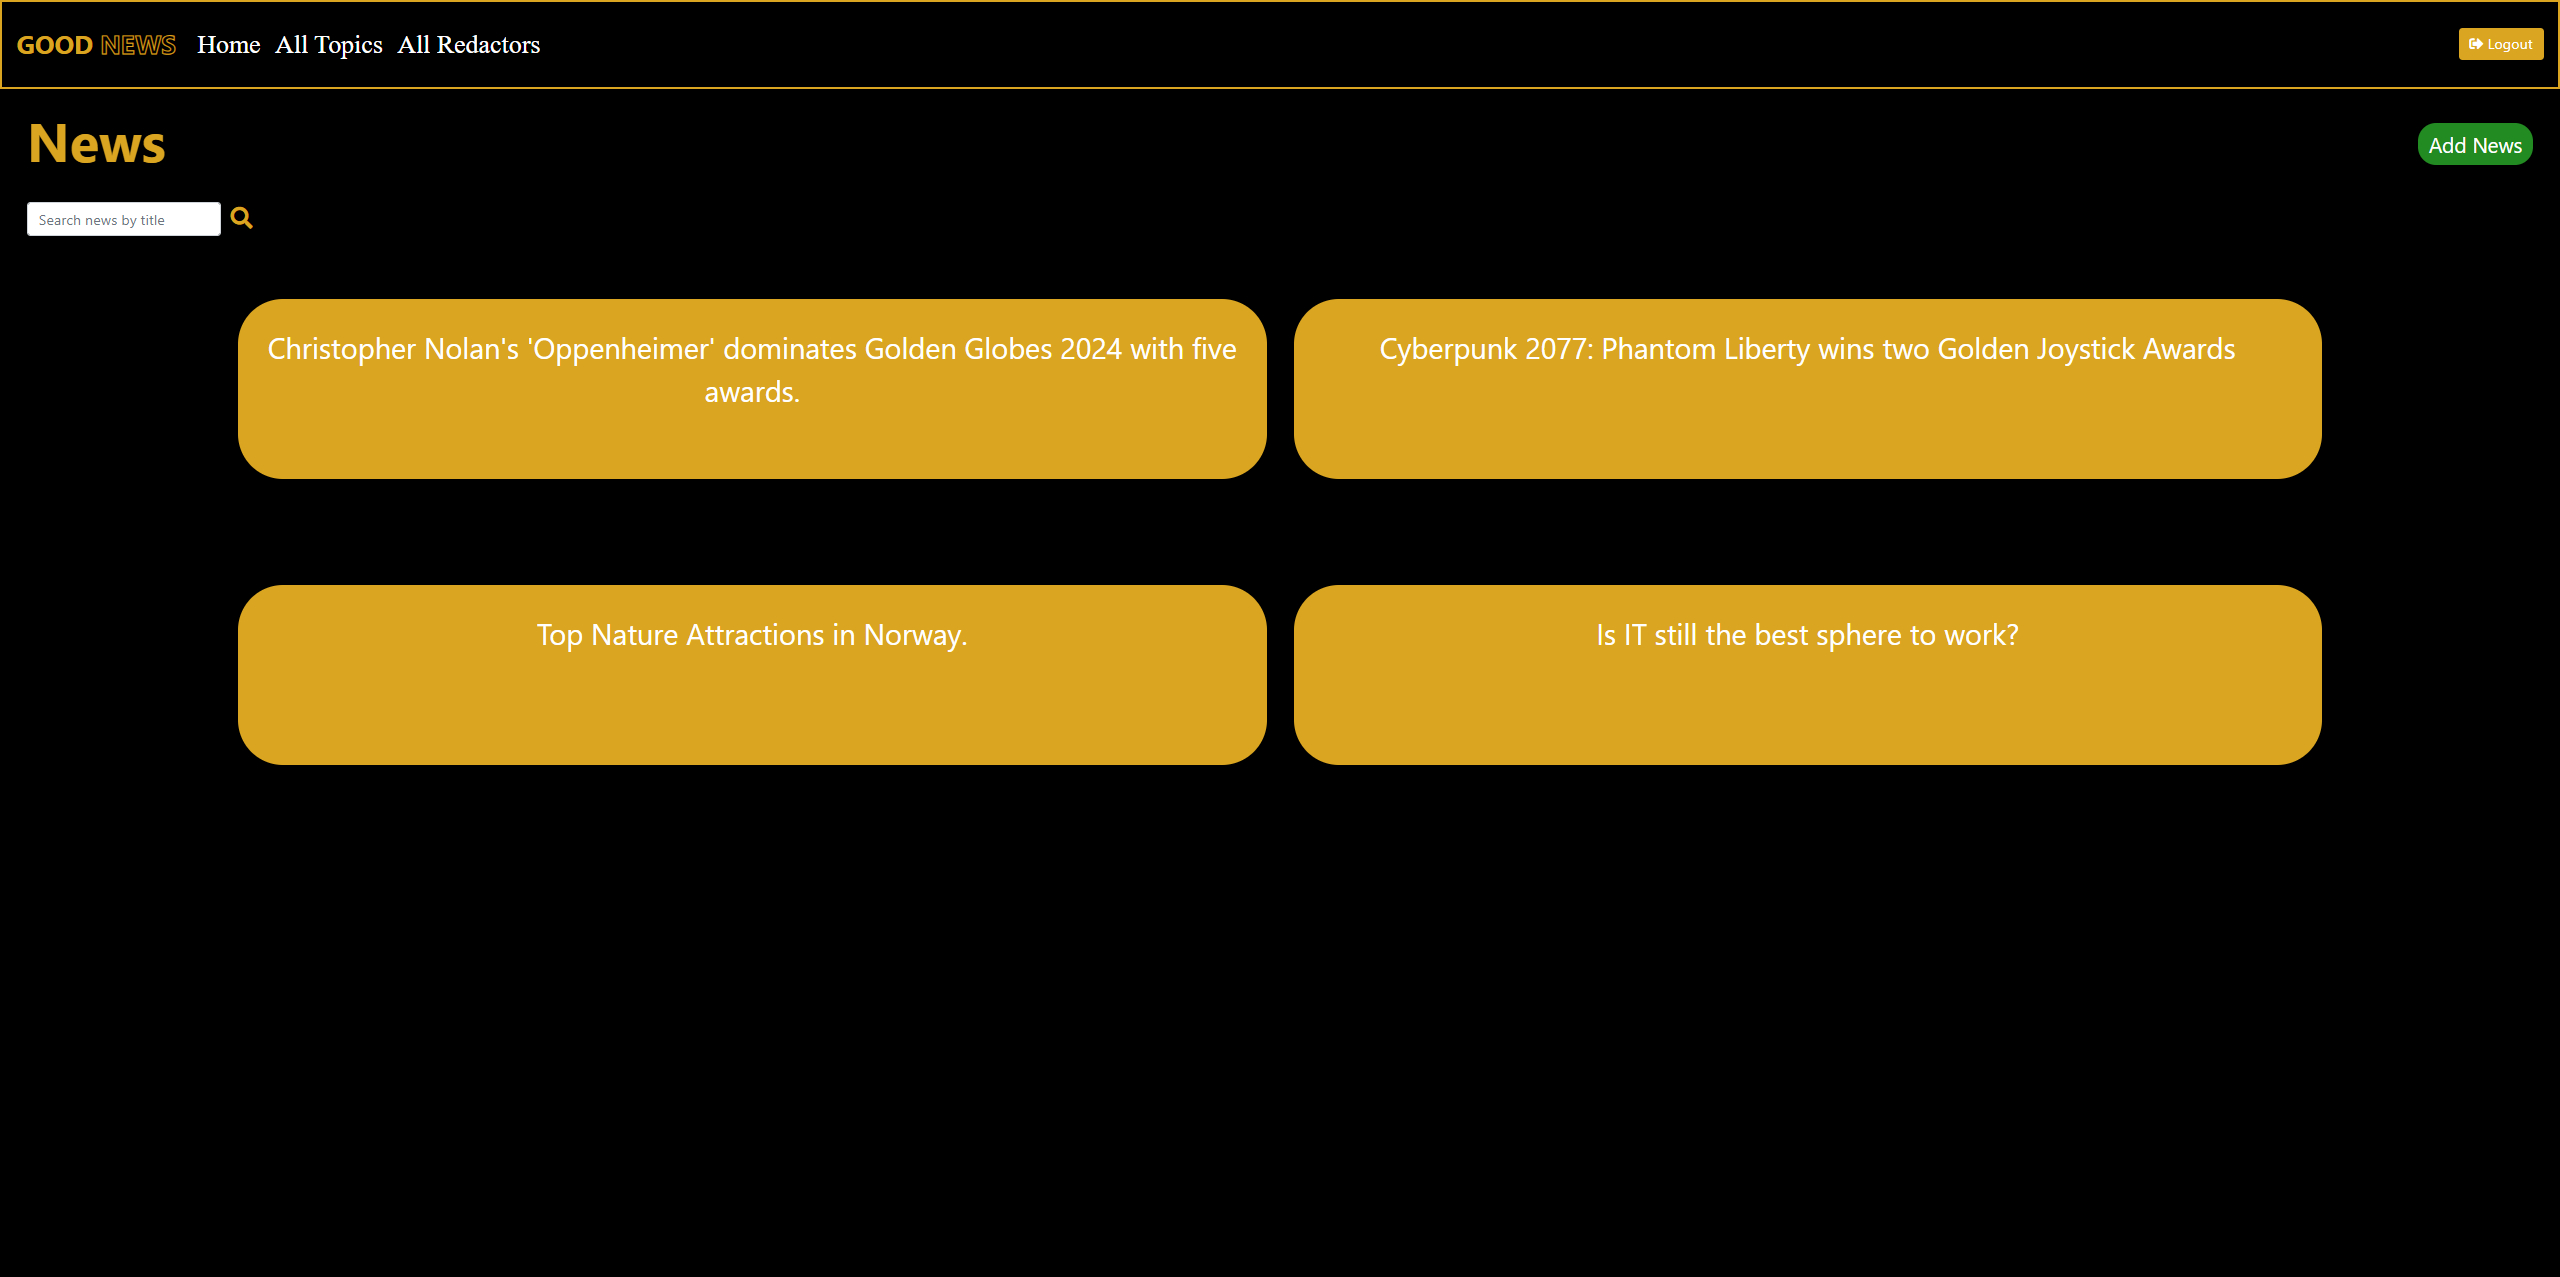 GOOD NEWS Home All Topics All Redactors Logout
News Add News
Search news by title
Christopher Nolan's 'Oppenheimer' dominates Golden Globes 2024 with five
awards.
Cyberpunk 2077: Phantom Liberty wins two Golden Joystick Awards
Top Nature Attractions in Norway.
Is IT still the best sphere to work?